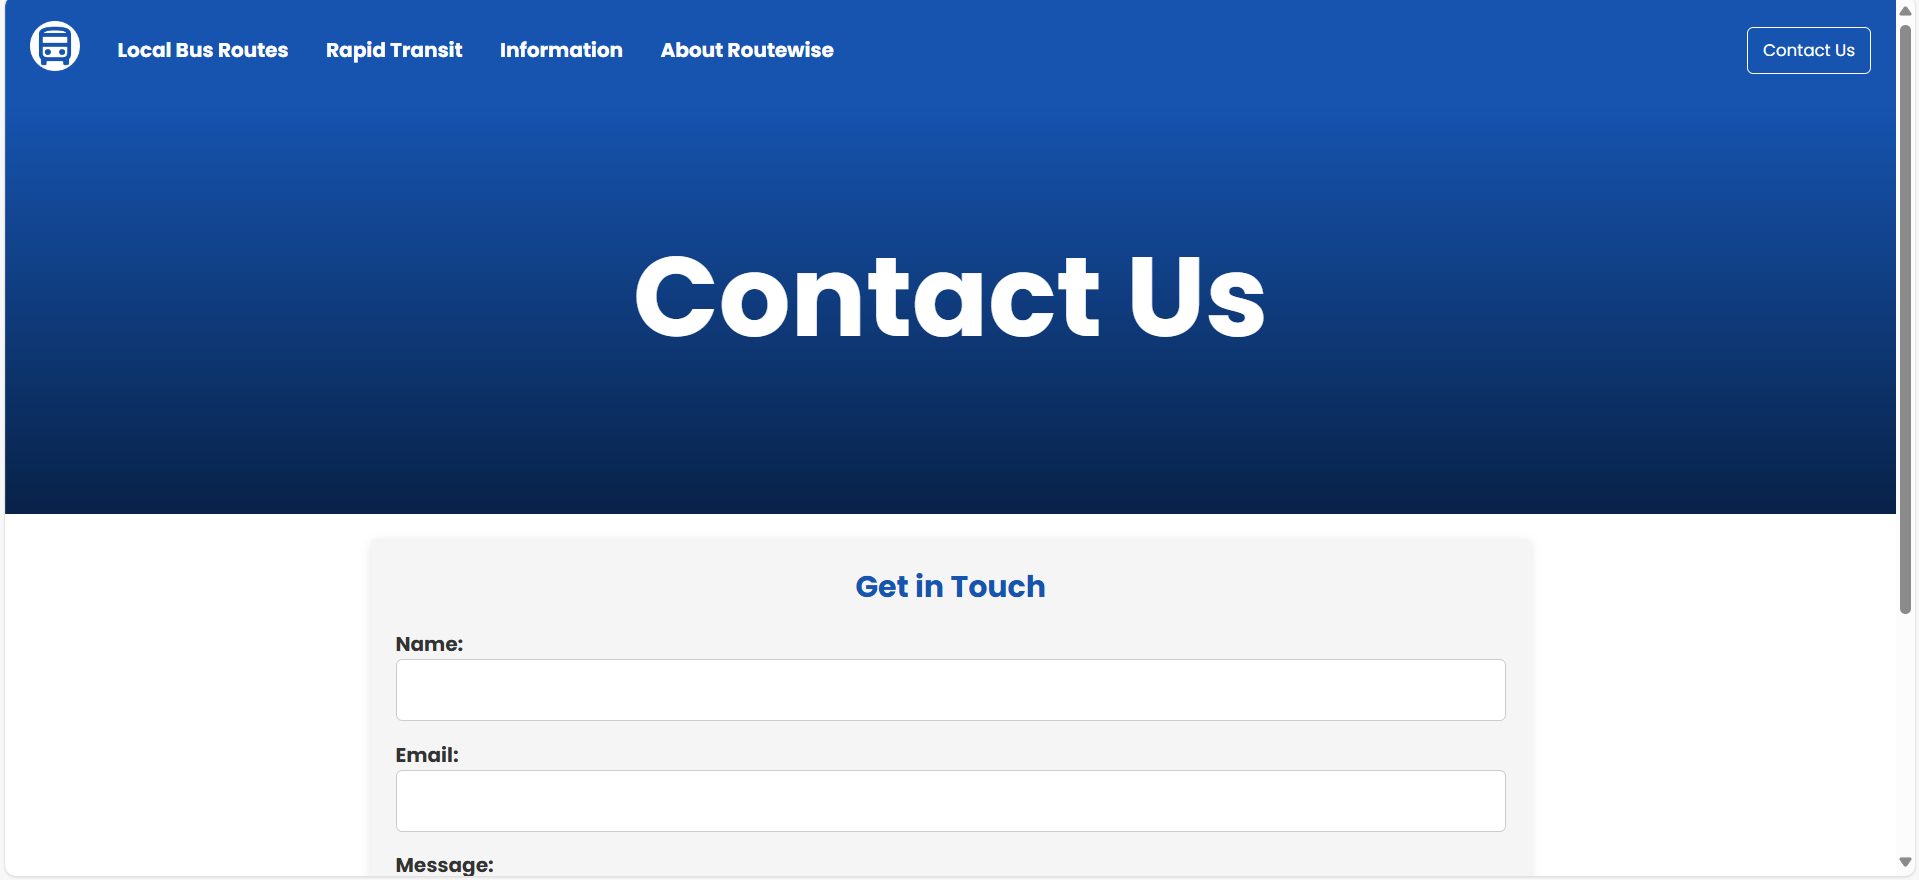 Local Bus Routes Rapid Transit Information About Routewise Contact Us
Contact Us
Get in Touch
Name:
Email:
Message: